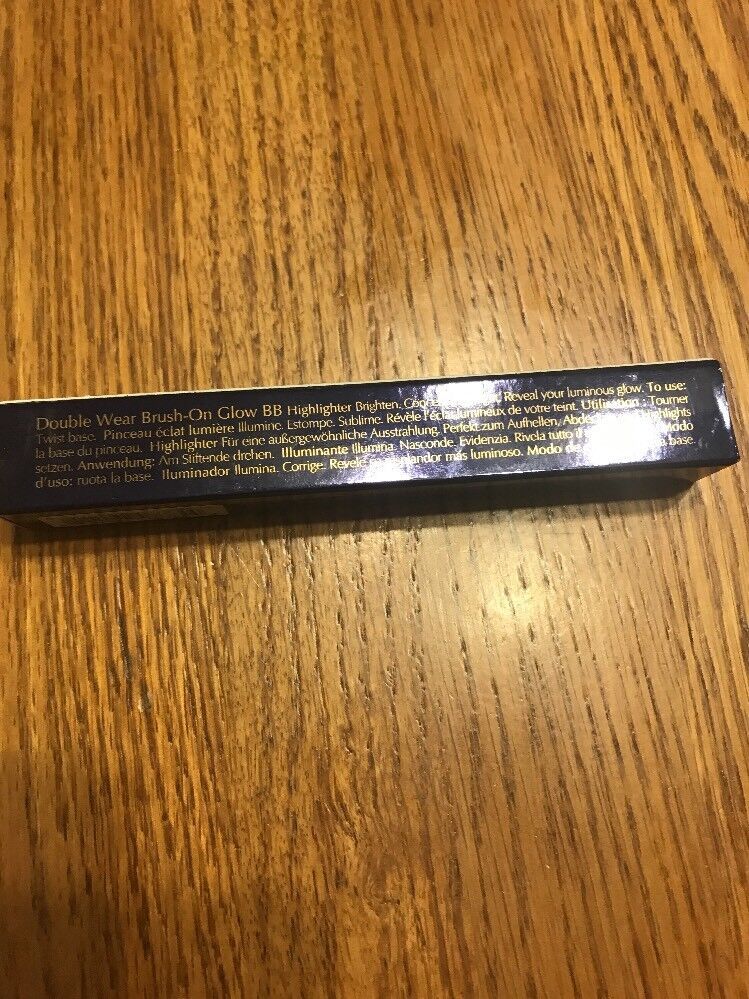 Double Wear Brush-On Glow BB Highlighter Brighten. Reveal your luminous glow. To use:
Twist base. Pinceau éclat lumière Illumine. Estompe. Sublime. Révèle l'éclat lumineux de votre teint. Utilisation : Tourner
la base du pinceau. Highlighter Für eine außergewöhnliche Ausstrahlung. Perfekt zum Aufhellen, Highlights
setzen. Anwendung: Am Stiftende drehen. Illuminante Illumina. Nasconde. Evidenzia. Rivela tutto Modo
d'uso: ruota la base. Iluminador Ilumina. Corrige. más luminoso. Modo base.